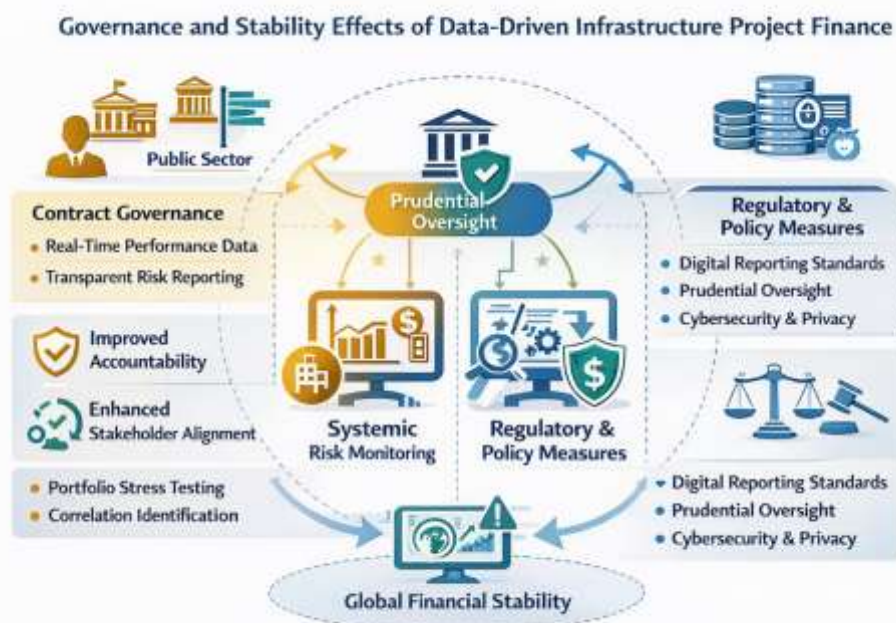 Governance and Stability Effects of Data-Driven Infrastructure Project Finance
Public Sector
Contract Governance
Real-Time Performance Data
Transparent Risk Reporting
Improved
Accountability
Enhanced
Stakeholder Alignment
Portfolio Stress Testing
Correlation Identification
Prudential
Oversight
$
Systemic
Risk Monitoring
$
Regulatory &
Policy Measures
Regulatory &
Policy Measures
Digital Reporting Standards
Prudential Oversight
Cybersecurity & Privacy
Digital Reporting Standards
Prudential Oversight
Cybersecurity & Privacy
Global Financial Stability